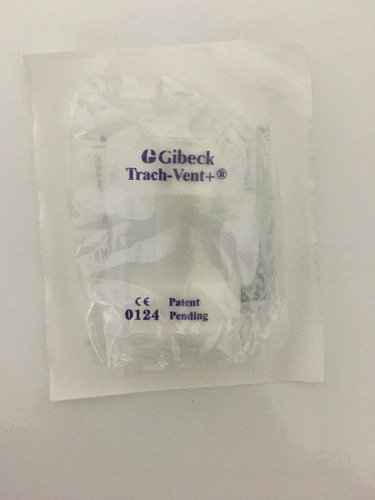 Gibeck
Trach-Vent+®
CE Patent
0124 Pending